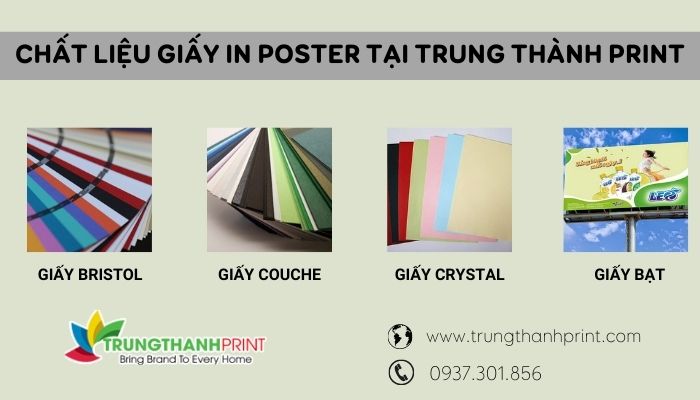 CHẤT LIỆU GIẤY IN POSTER TẠI TRUNG THÀNH PRINT
LEO
GIẤY BRISTOL
GIẤY COUCHE
GIẤY CRYSTAL
GIẤY BẠT
TRUNGTHANHPRINT
Bring Brand To Every Home
www.trungthanhprint.com
0937.301.856